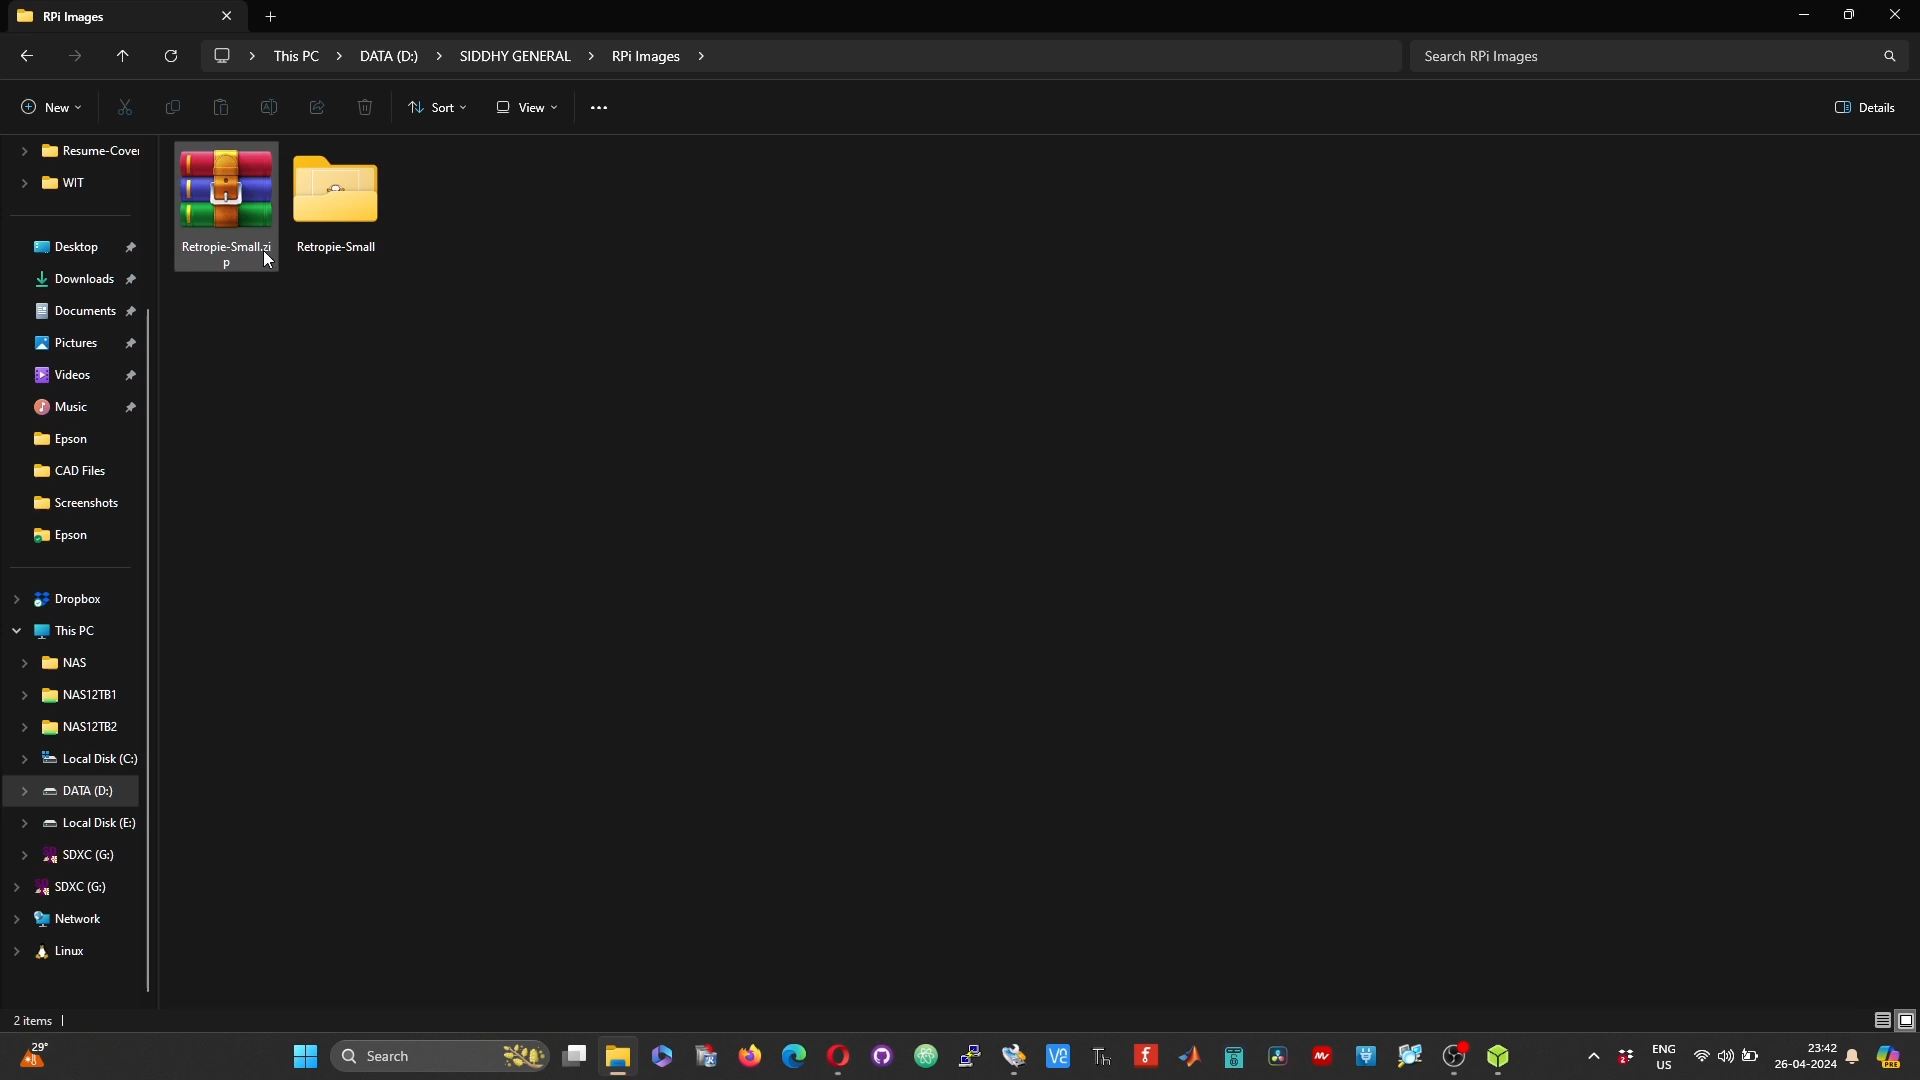 RPi Images
This PC > DATA (D:) > SIDDHY GENERAL > RPi Images >
Search RPi Images
New
Sort
View
Details
Resume-Cover
WIT
Desktop
Downloads
Documents
Pictures
Videos
Music
Epson
CAD Files
Screenshots
Epson
Dropbox
This PC
NAS
NAS12TB1
NAS12TB2
Local Disk (C:)
DATA (D:)
Local Disk (E:)
SDXC (G:)
SDXC (G:)
Network
Linux
Retropie-Small.zi
p
Retropie-Small
2 items
29°
Search
ENG
US
23:42
26-04-2024